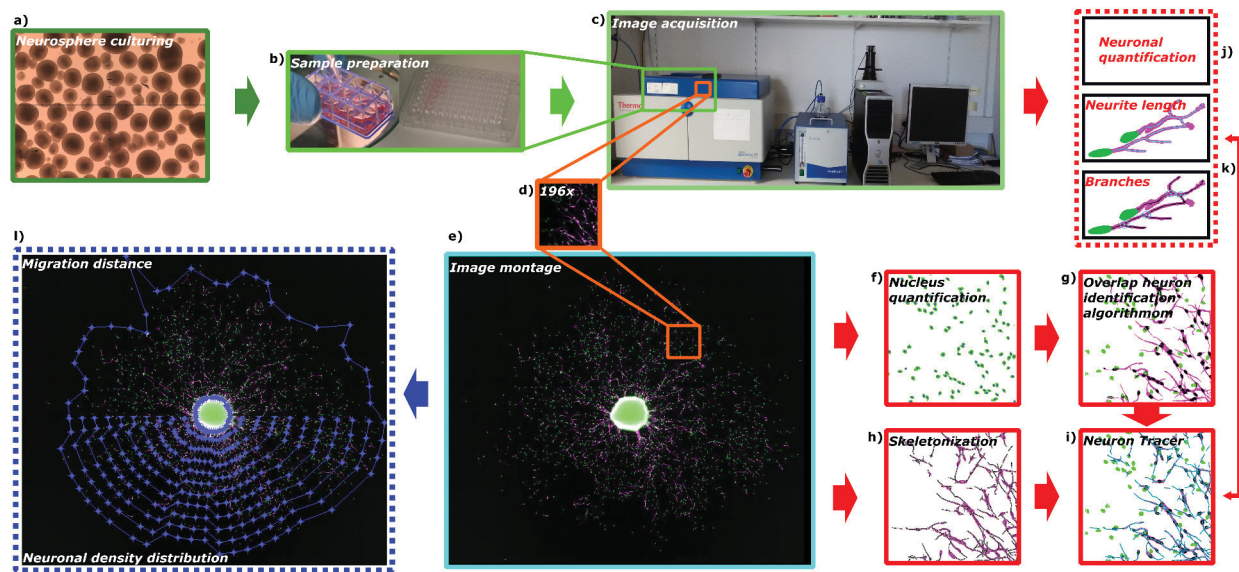 a)
Neurosphere culturing
b)
Sample preparation
c)
Image acquisition
Thermo
Neuronal
quantification
j)
Neurite length
k)
Branches
d)
196x
l)
Migration distance
Neuronal density distribution
e)
Image montage
f)
Nucleus
quantification
g)
Overlap neuron
identification
algorithmom
h)
Skeletonization
i)
Neuron Tracer